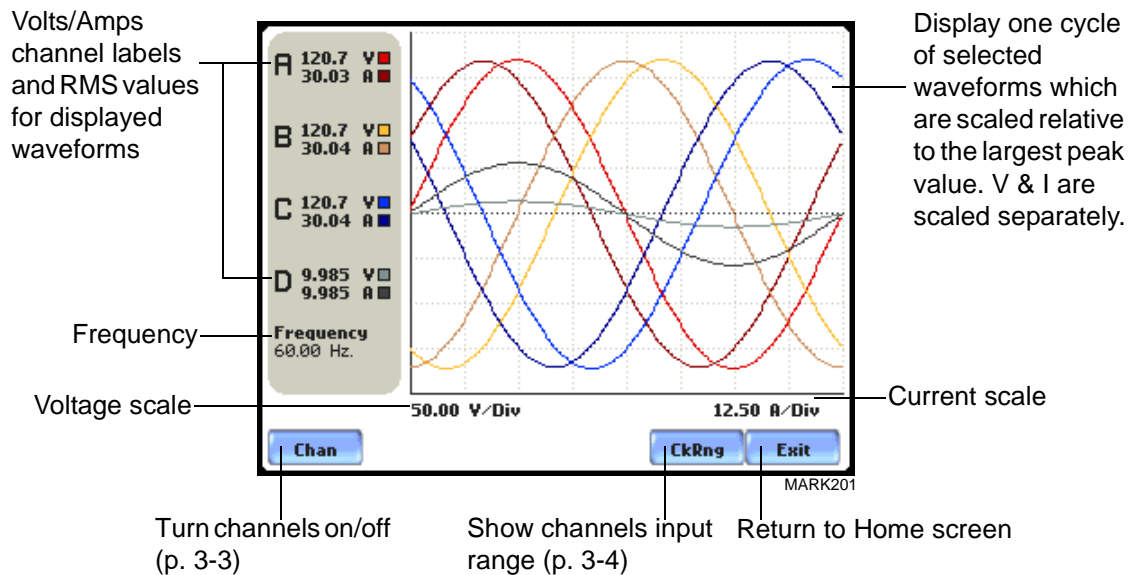 Volts/Amps
channel labels
and RMS values
for displayed
waveforms
Frequency
Voltage scale
A 120.7 V
30.03 A
B 120.7 V
30.04 A
C 120.7 V
30.04 A
D 9.985 V
9.985 A
Frequency
60.00 Hz.
50.00 V/Div
12.50 A/Div
Chan
CkRng
Exit
MARK201
Display one cycle
of selected
waveforms which
are scaled relative
to the largest peak
value. V & I are
scaled separately.
Current scale
Turn channels on/off
(p. 3-3)
Show channels input
range (p. 3-4)
Return to Home screen